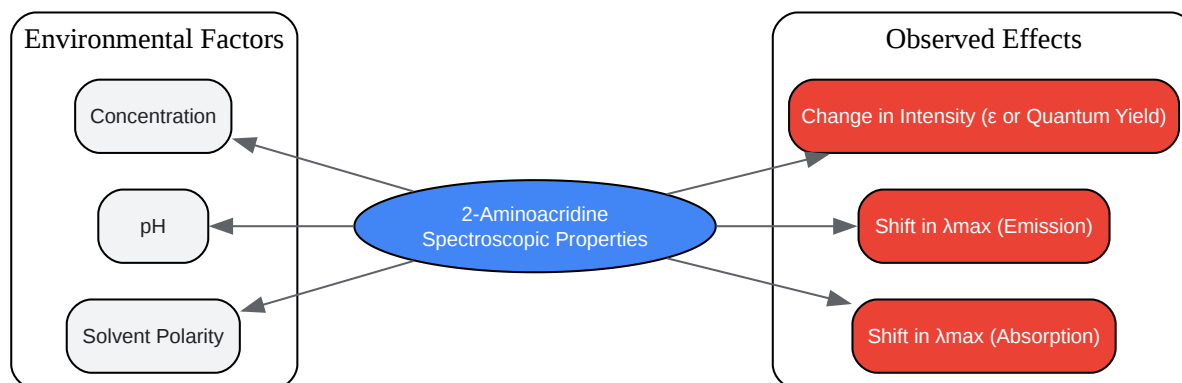 Environmental Factors
Concentration
pH
Solvent Polarity
2-Aminoacridine
Spectroscopic Properties
Observed Effects
Change in Intensity (ε or Quantum Yield)
Shift in λmax (Emission)
Shift in λmax (Absorption)